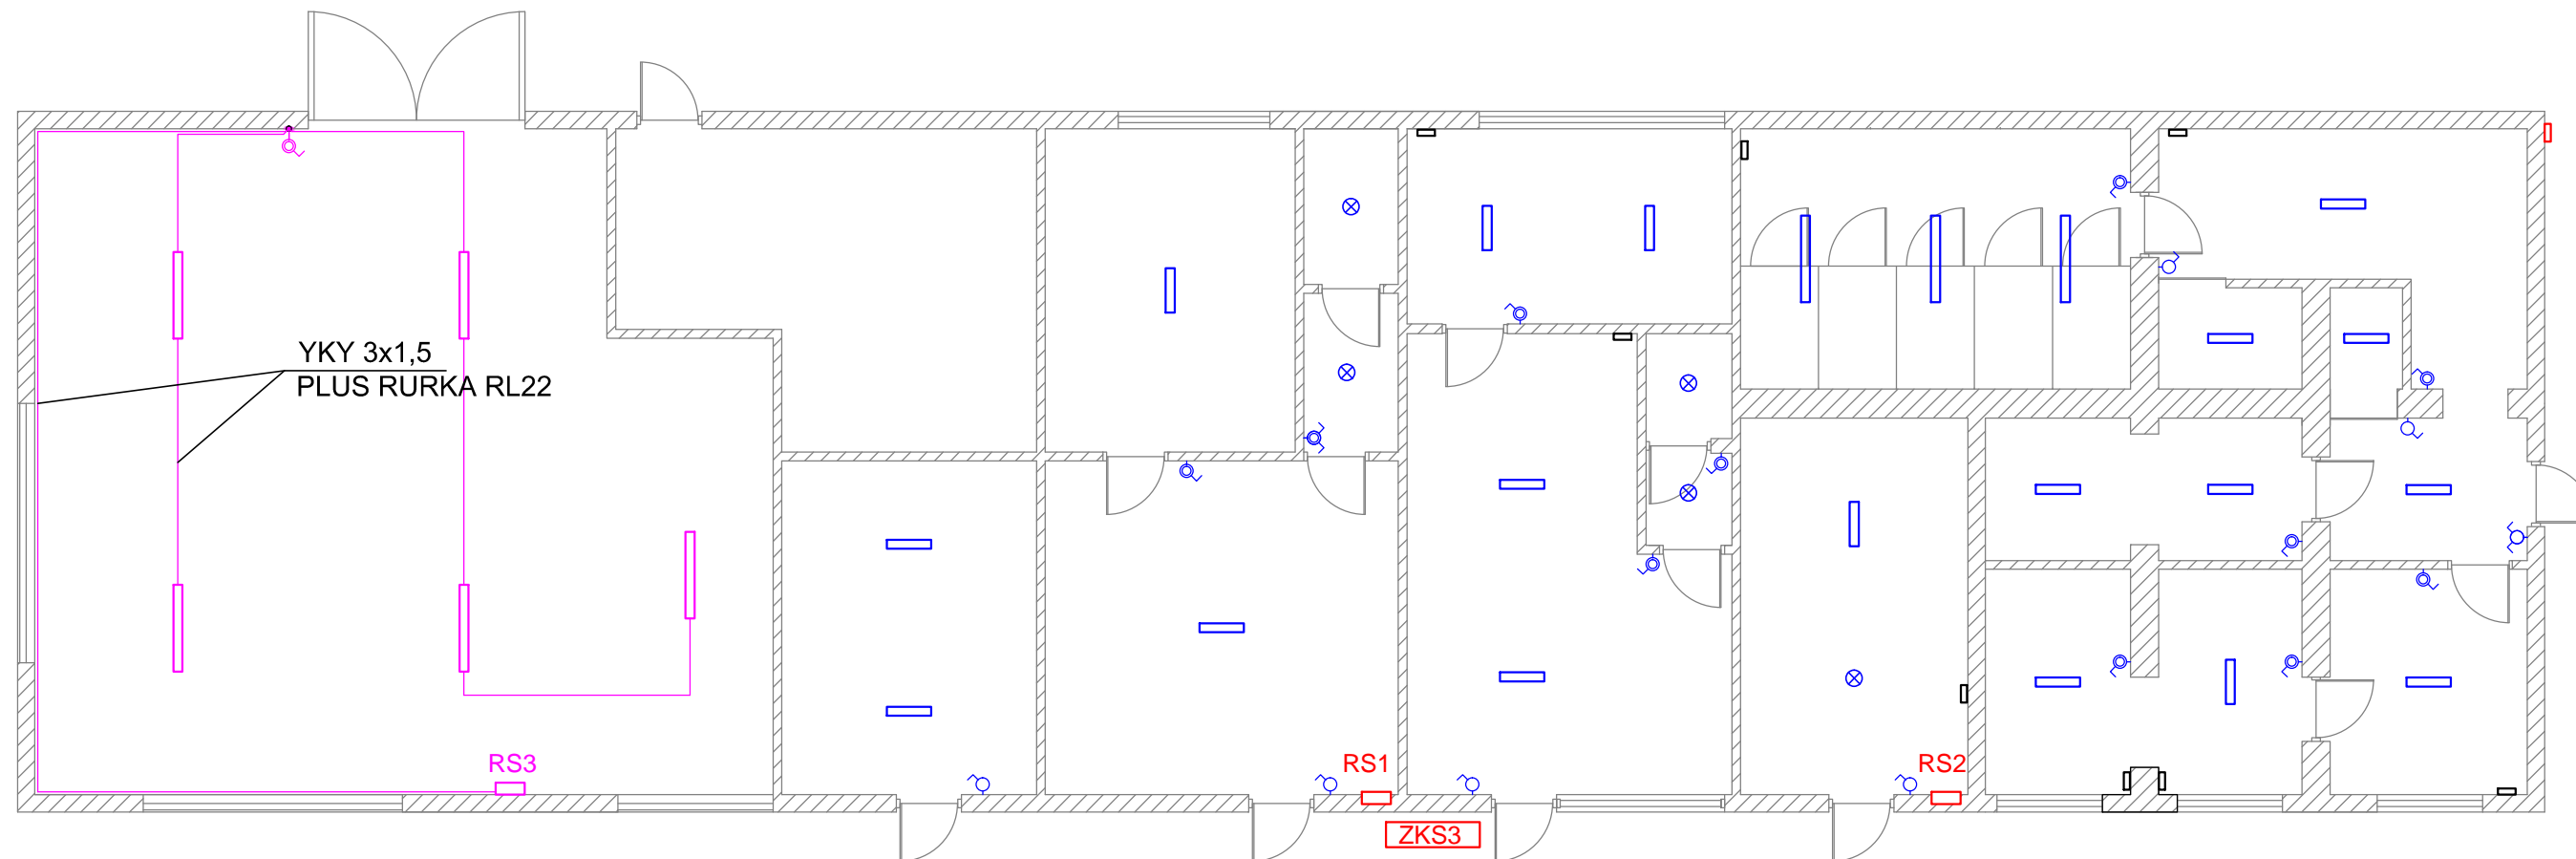 YKY 3x1,5
PLUS RURKA RL22
RS3
RS1
RS2
ZKS3